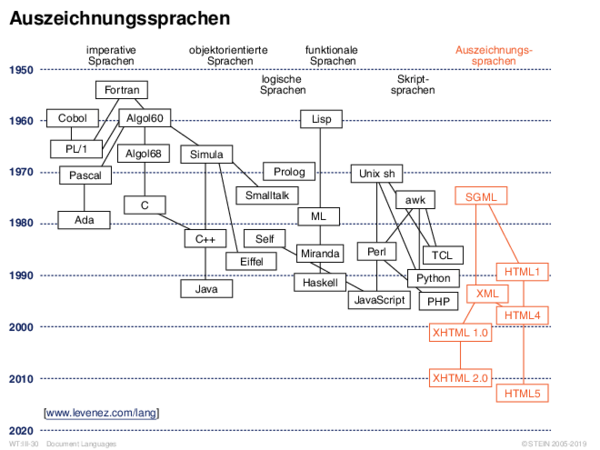 Auszeichnungssprachen
imperative
Sprachen
objektorientierte
Sprachen
funktionale
Sprachen
Auszeichnungs-
sprachen
logische
Sprachen
Skript-
sprachen
1950
Fortran
Cobol
Algol60
Lisp
1960
PL/1
Algol68
Simula
Pascal
Prolog
Unix sh
1970
Smalltalk
awk
SGML
C
Ada
ML
1980
C++
Self
Eiffel
Miranda
Perl
TCL
Java
Haskell
Python
HTML1
1990
JavaScript
PHP
XML
HTML4
2000
XHTML 1.0
XHTML 2.0
2010
HTML5
[www.levenez.com/lang]
2020
WT:III-30 Document Languages
©STEIN 2005-2019